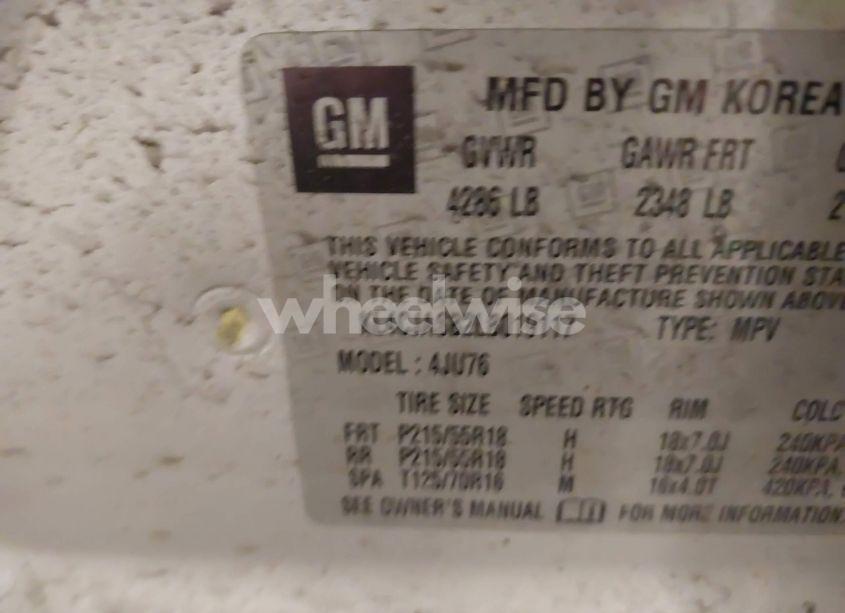 GM
MFD BY GM KOREA
GVWR GAWR FRT
4286 LB 2348 LB
THIS VEHICLE CONFORMS TO ALL APPLICABLE
VEHICLE SAFETY AND THEFT PREVENTION STA
ON THE DATE OF MANUFACTURE SHOWN ABOVE
wheelwise
TYPE: MPV
MODEL : 4JU76
TIRE SIZE SPEED RTG RIM COLD
FRT P215/55R18 H 18x7.0J 240KPA
RR P215/55R18 H 18x7.0J 240KPA,
SPA T125/70R16 M 16x4.0T 420KPA,
SEE OWNER'S MANUAL FOR MORE INFORMATION